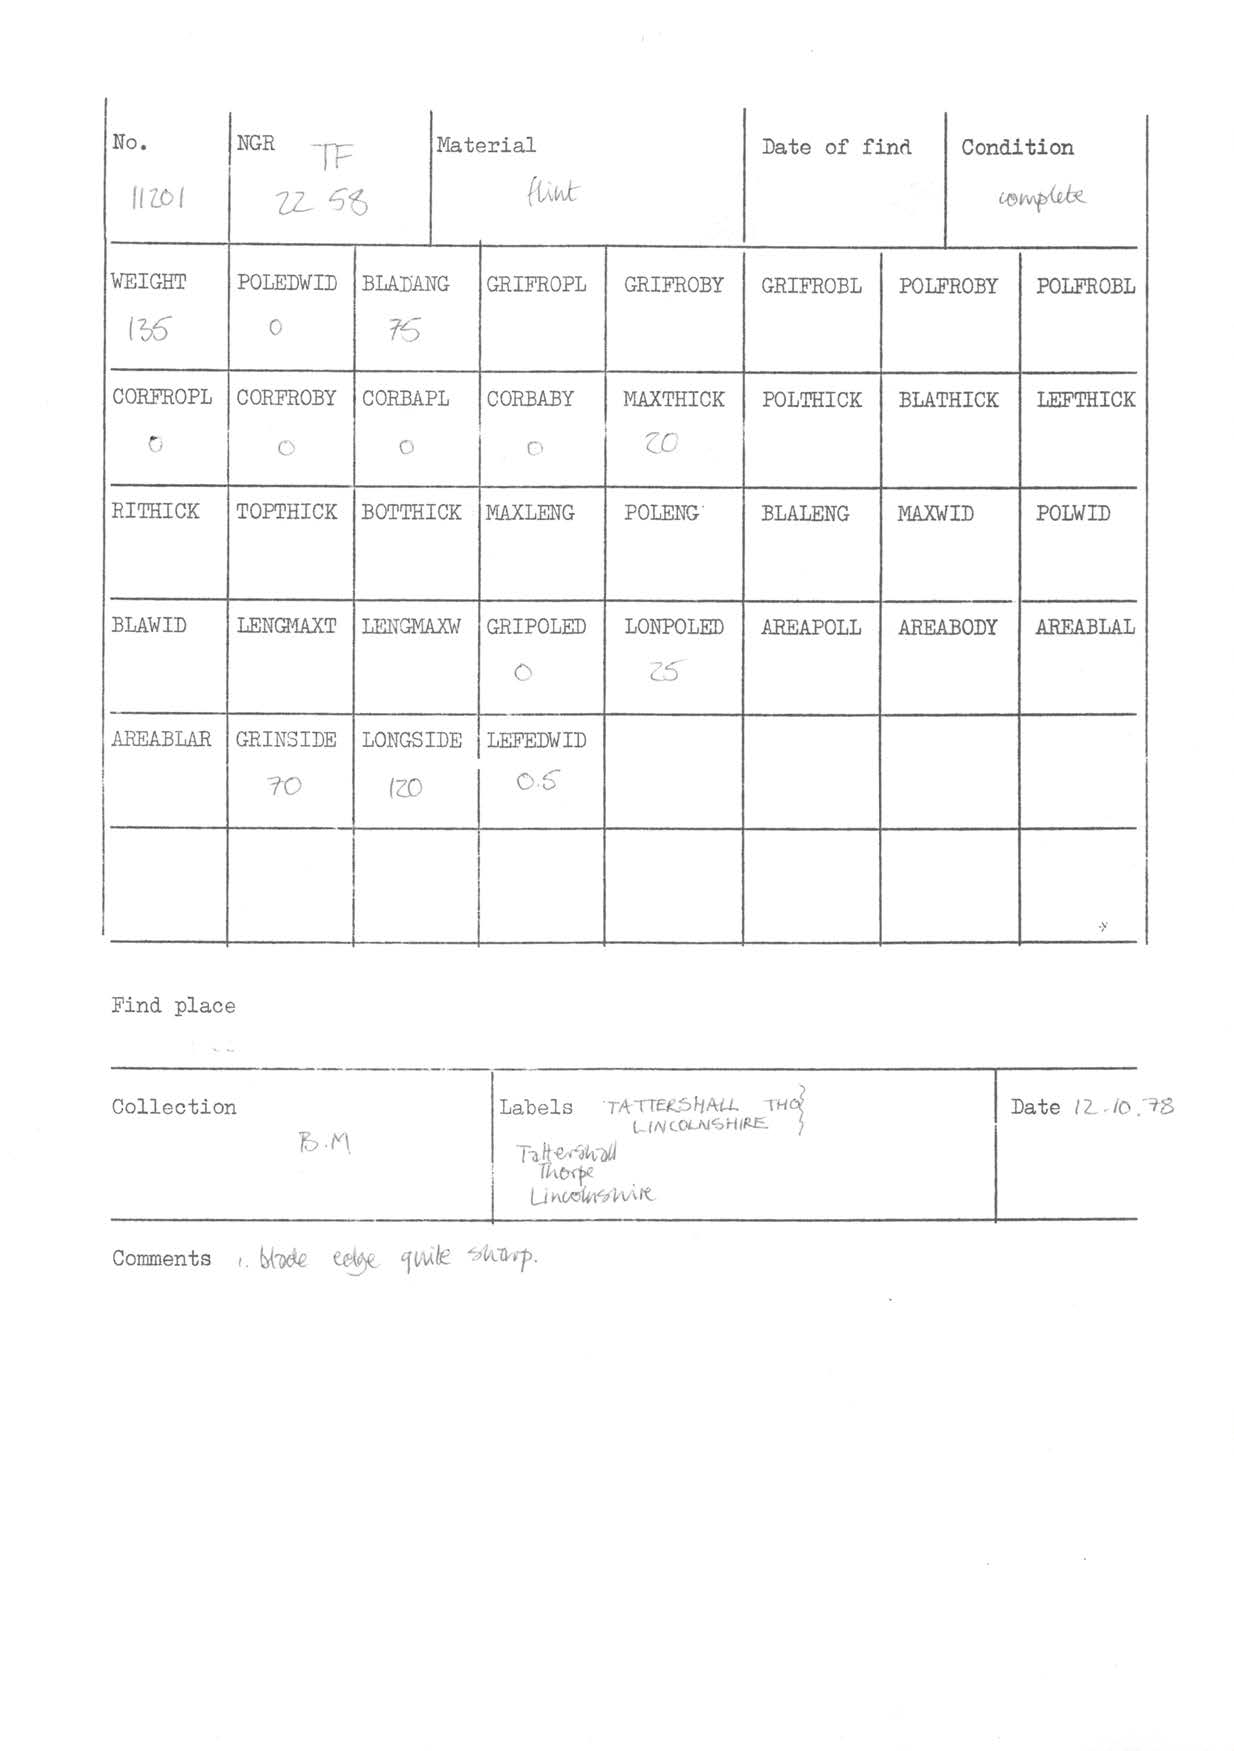 No. NGR TF Material Date of find Condition
11201 22 58 flint complete
WEIGHT POLEDWID BLADANG GRIFROPL GRIFROBY GRIFROBL POLFROBY POLFROBL
135 0 75
CORFROPL CORFROBY CORBAPL CORBABY MAXTHICK POLTHICK BLATHICK LEFTHICK
0 0 0 0 20
RITHICK TOPTHICK BOTTHICK MAXLENG POLENG BLALENG MAXWID POLWID
BLAWID LENGMAXT LENGMAXW GRIPOLED LONPOLED AREAPOLL AREABODY AREABLAL
0 25
AREABLAR GRINSIDE LONGSIDE LEFEDWID
70 120 0.5
Find place
Collection Labels TATTERSHALL THO} Date 12.10.78
LINCOLNSHIRE
B.M
Tattershall
Thorpe
Lincolnshire
Comments 1. blade edge quite sharp.